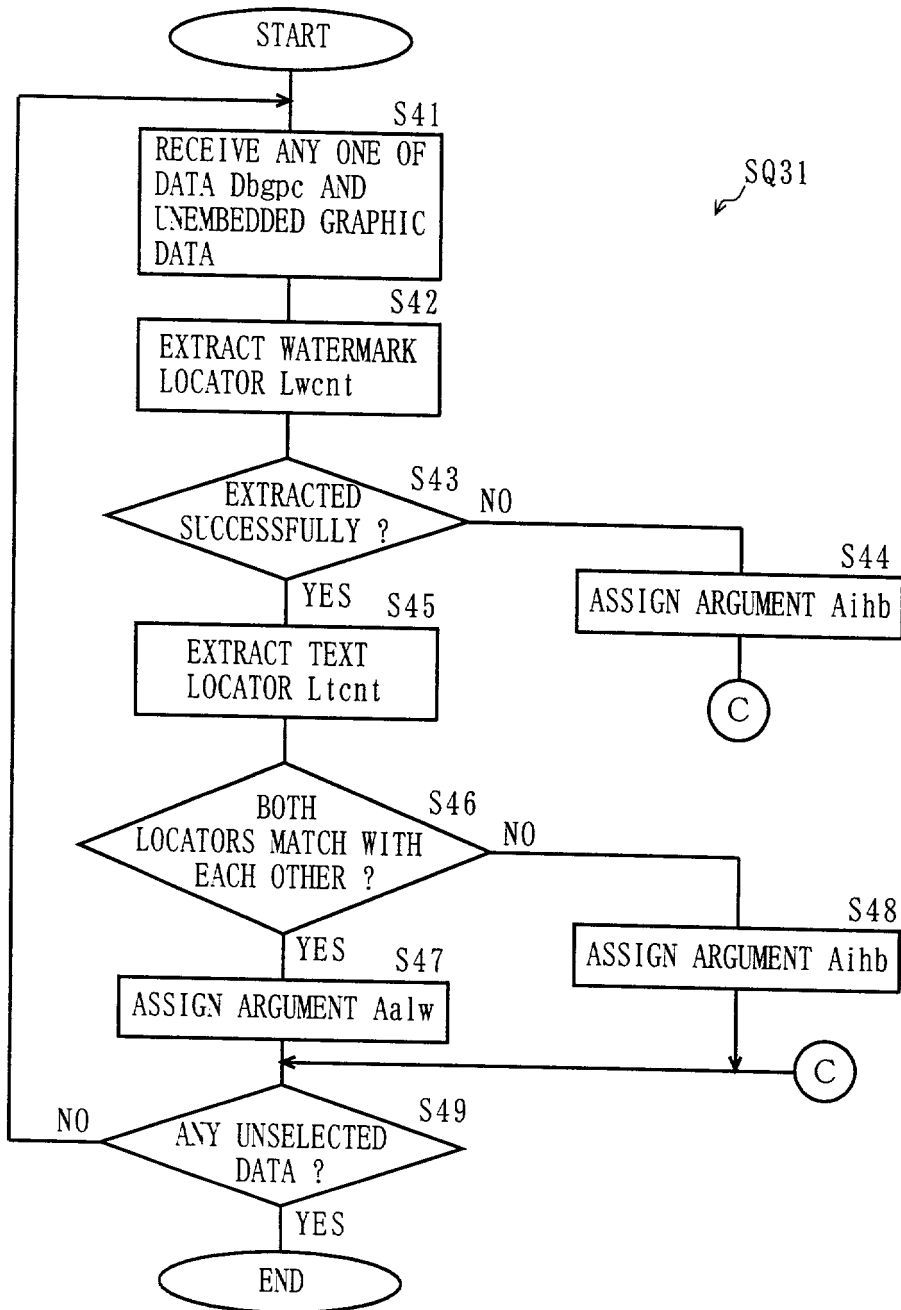 START
S41
RECEIVE ANY ONE OF
DATA Dbgpc AND
UNEMBEDDED GRAPHIC
DATA
SQ31
S42
EXTRACT WATERMARK
LOCATOR Lwcnt
S43
EXTRACTED
SUCCESSFULLY ?
NO
S44
ASSIGN ARGUMENT Aihb
C
YES
S45
EXTRACT TEXT
LOCATOR Ltcnt
S46
BOTH
LOCATORS MATCH WITH
EACH OTHER ?
NO
S48
ASSIGN ARGUMENT Aihb
YES
S47
ASSIGN ARGUMENT Aalw
C
S49
NO
ANY UNSELECTED
DATA ?
YES
END